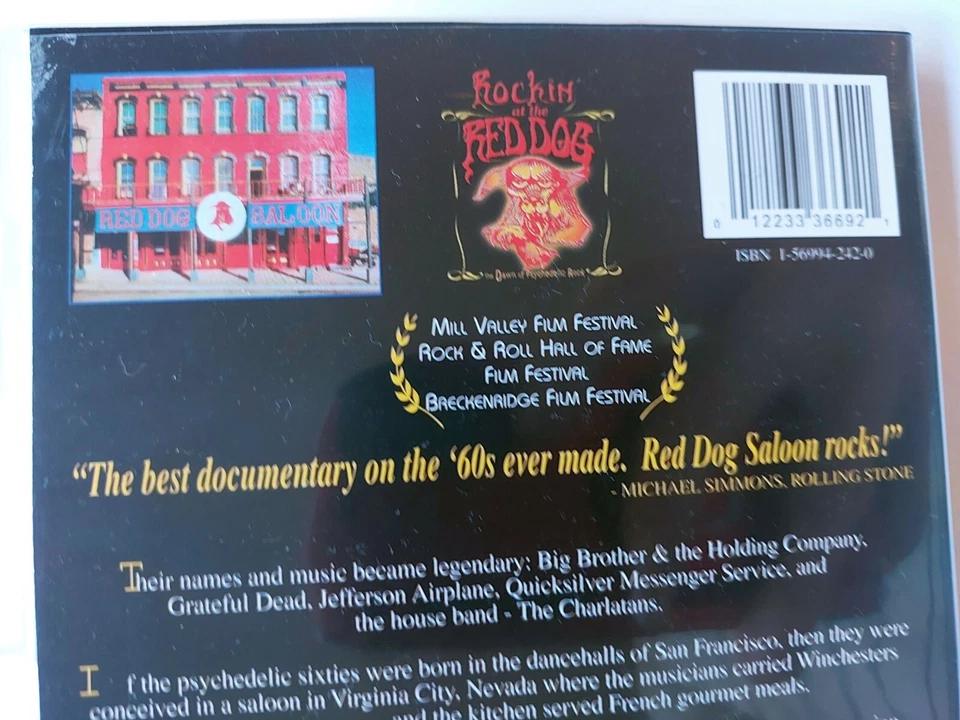 RED DOG SALOON
Rockin'
at the
RED DOG
the Dawn of Psychedelic Rock
0 12233 36692 1
ISBN 1-56994-242-0
Mill Valley Film Festival
Rock & Roll Hall of Fame
Film Festival
Breckenridge Film Festival
“The best documentary on the ‘60s ever made. Red Dog Saloon rocks!”
- MICHAEL SIMMONS, ROLLING STONE
Their names and music became legendary: Big Brother & the Holding Company,
Grateful Dead, Jefferson Airplane, Quicksilver Messenger Service, and
the house band - The Charlatans.
If the psychedelic sixties were born in the dancehalls of San Francisco, then they were
conceived in a saloon in Virginia City, Nevada where the musicians carried Winchesters
and the kitchen served French gourmet meals.